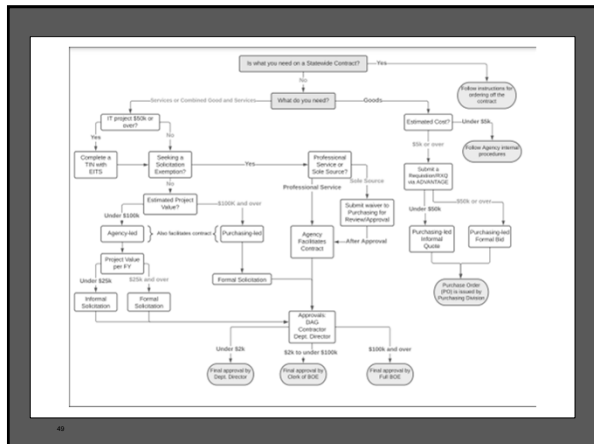 Is what you need on a Statewide Contract?
Yes
No
Follow instructions for
ordering off the
contract
Services or Combined Good and Services
What do you need?
Goods
IT project $50k or
over?
Estimated Cost?
Under $5k
Yes
No
$5k or over
Follow Agency internal
procedures
Complete a
TIN with
EITS
Seeking a
Solicitation
Exemption?
Yes
Professional
Service or
Sole Source?
Submit a
Requisition/RXQ
via ADVANTAGE
No
Professional Service
Sole Source
Estimated Project
Value?
$100K and over
Submit waiver to
Purchasing for
Review/Approval
Under $50k
$50k or over
Under $100k
Agency-led
Also facilitates contract
Purchasing-led
Agency
Facilitates
Contract
After Approval
Purchasing-led
Informal
Quote
Purchasing-led
Formal Bid
Project Value
per FY
Under $25k
$25k and over
Formal Solicitation
Purchase Order
(PO) is issued by
Purchasing Division
Informal
Solicitation
Formal
Solicitation
Approvals:
DAG
Contractor
Dept. Director
Under $2k
$2k to under $100k
$100k and over
Final approval by
Dept. Director
Final approval by
Clerk of BOE
Final approval by
Full BOE
49